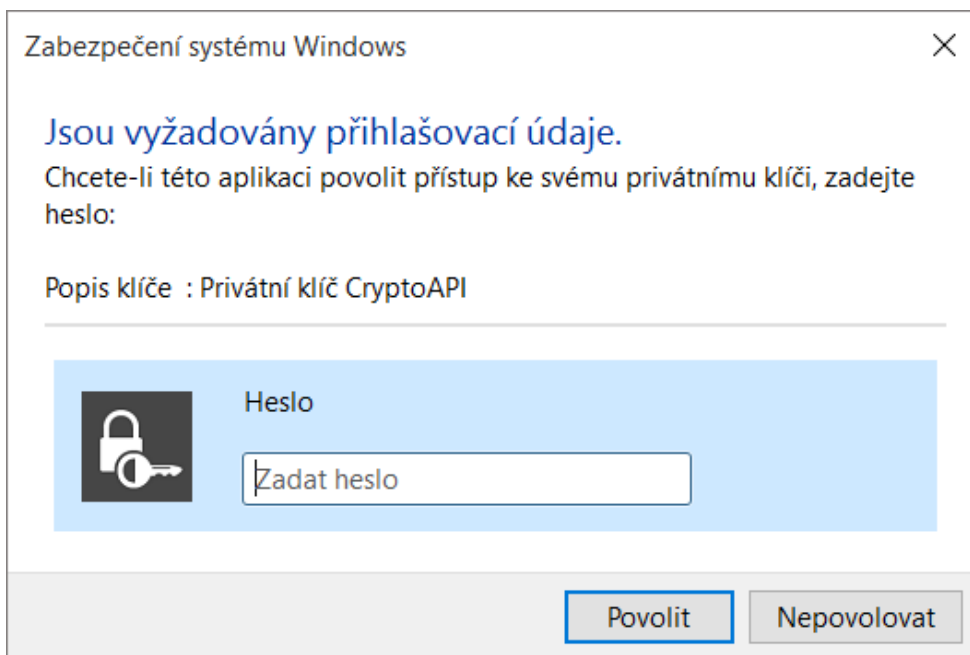 Zabezpečení systému Windows
Jsou vyžadovány přihlašovací údaje.
Chcete-li této aplikaci povolit přístup ke svému privátnímu klíči, zadejte
heslo:
Popis klíče : Privátní klíč CryptoAPI
Heslo
Zadat heslo
Povolit
Nepovolovat